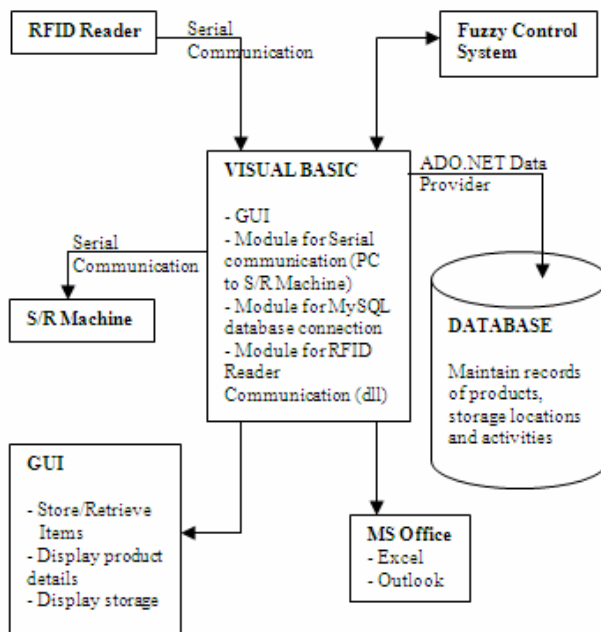 RFID Reader
Serial
Communication
Fuzzy Control
System
VISUAL BASIC
- GUI
- Module for Serial
communication (PC
to S/R Machine)
- Module for MySQL
database connection
- Module for RFID
Reader
Communication (dll)
ADO.NET Data
Provider
Serial
Communication
S/R Machine
DATABASE
Maintain records
of products,
storage locations
and activities
GUI
- Store/Retrieve
Items
- Display product
details
- Display storage
MS Office
- Excel
- Outlook